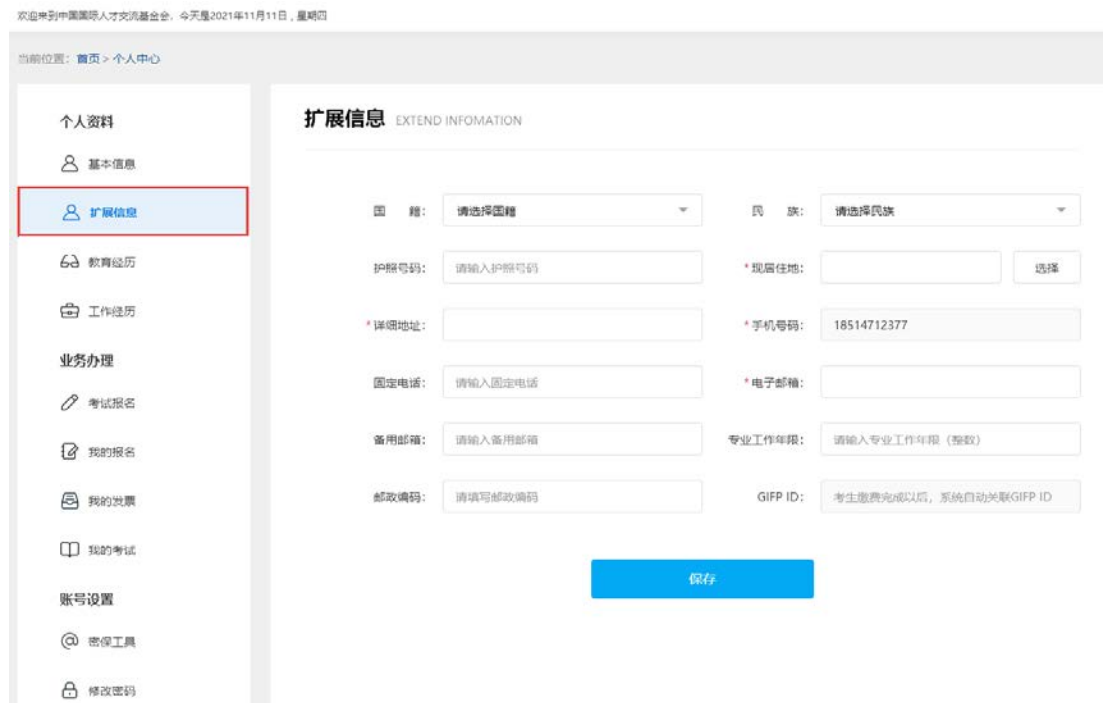 欢迎来到中国国际人才交流基金会，今天是2021年11月11日，星期四
当前位置：首页 > 个人中心
个人资料
基本信息
扩展信息
教育经历
工作经历
业务办理
考试报名
我的报名
我的发票
我的考试
账号设置
@ 密保工具
修改密码
扩展信息 EXTEND INFOMATION
国 籍： 请选择国籍 民 族： 请选择民族
护照号码： 请输入护照号码 *现居住地： 选择
*详细地址： *手机号码： 18514712377
固定电话： 请输入固定电话 *电子邮箱：
备用邮箱： 请输入备用邮箱 专业工作年限： 请输入专业工作年限（整数）
邮政编码： 请填写邮政编码 GIFP ID： 考生缴费完成以后，系统自动关联GIFP ID
保存